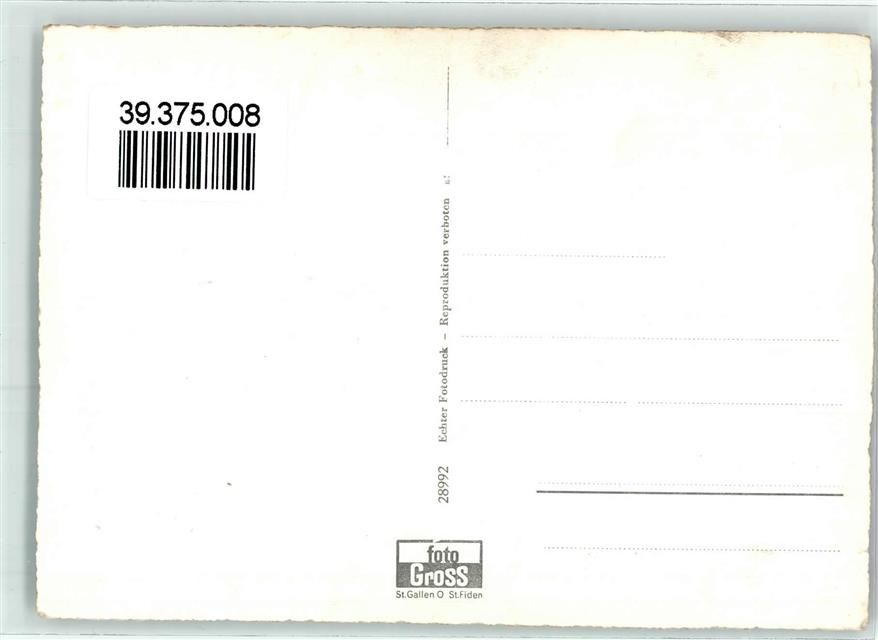 39.375.008
28992 Echter Fotodruck – Reproduktion verboten
foto
Gross
St.Gallen O St.Fiden